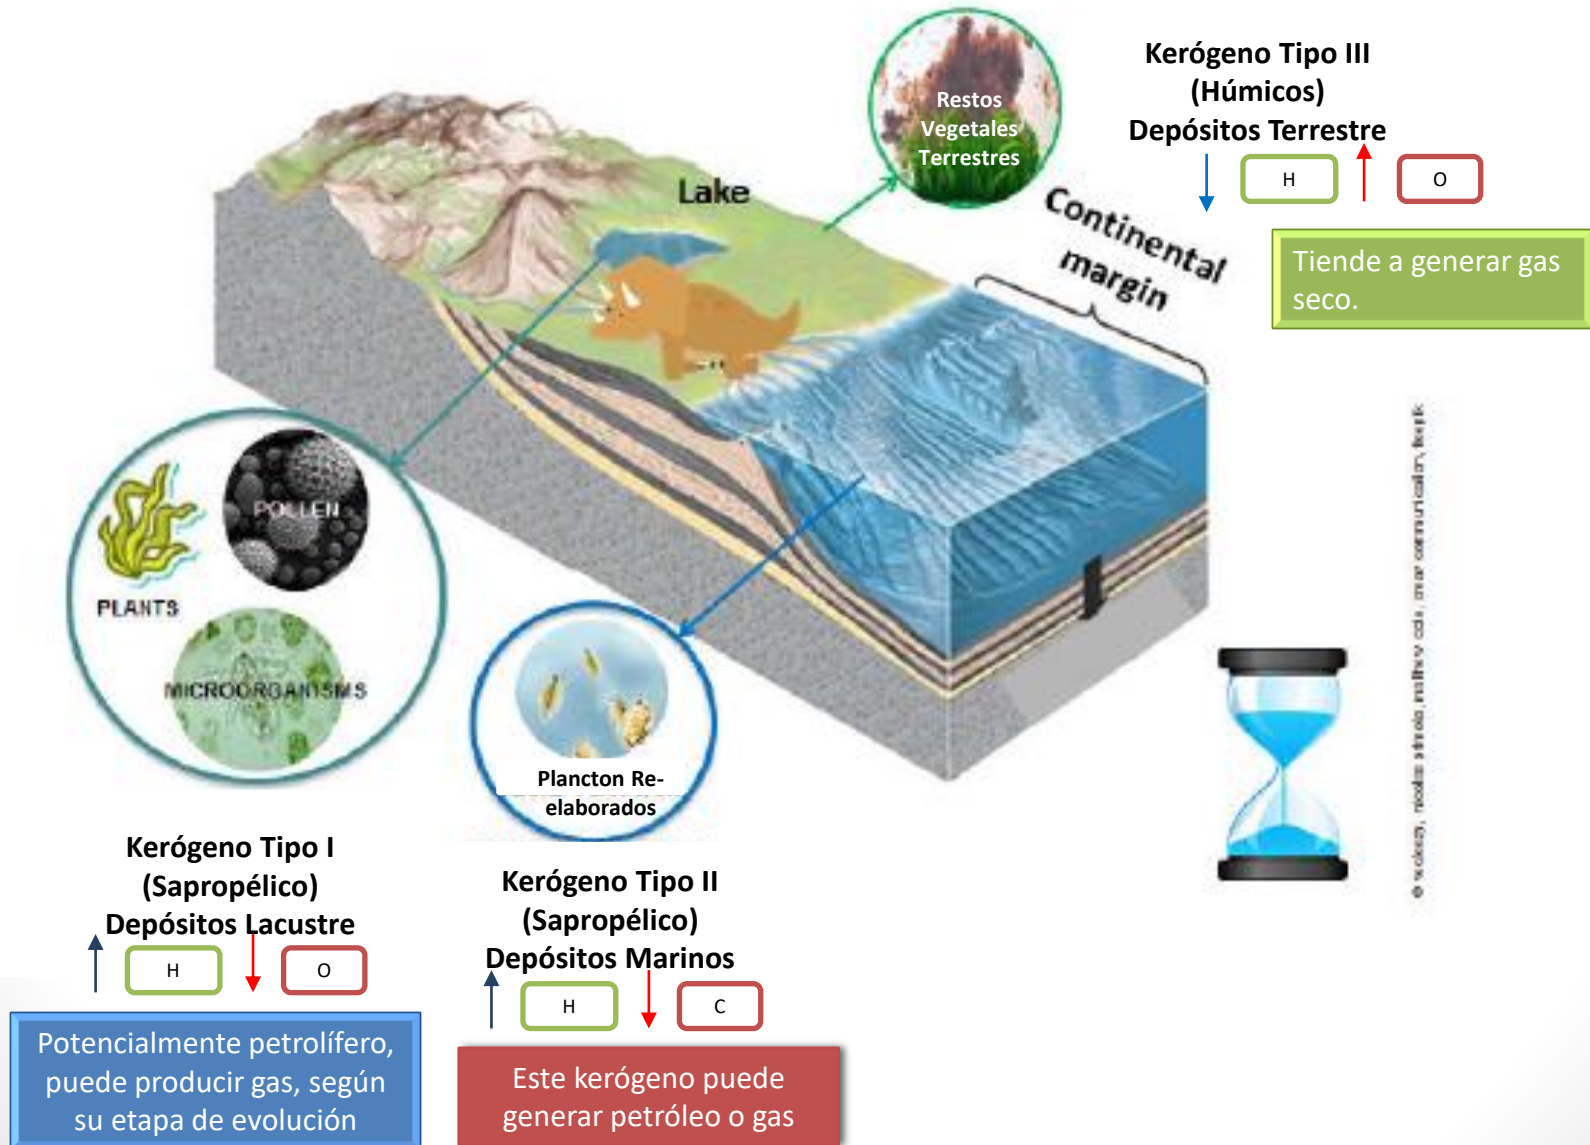 Kerógeno Tipo III
(Húmicos)
Depósitos Terrestre
H
O
Tiende a generar gas
seco.
Restos
Vegetales
Terrestres
Lake
Continental
margin
POLLEN
PLANTS
MICROORGANISMS
Plancton Re-
elaborados
Kerógeno Tipo I
(Sapropélico)
Depósitos Lacustre
H
O
Potencialmente petrolífero,
puede producir gas, según
su etapa de evolución
Kerógeno Tipo II
(Sapropélico)
Depósitos Marinos
H
C
Este kerógeno puede
generar petróleo o gas